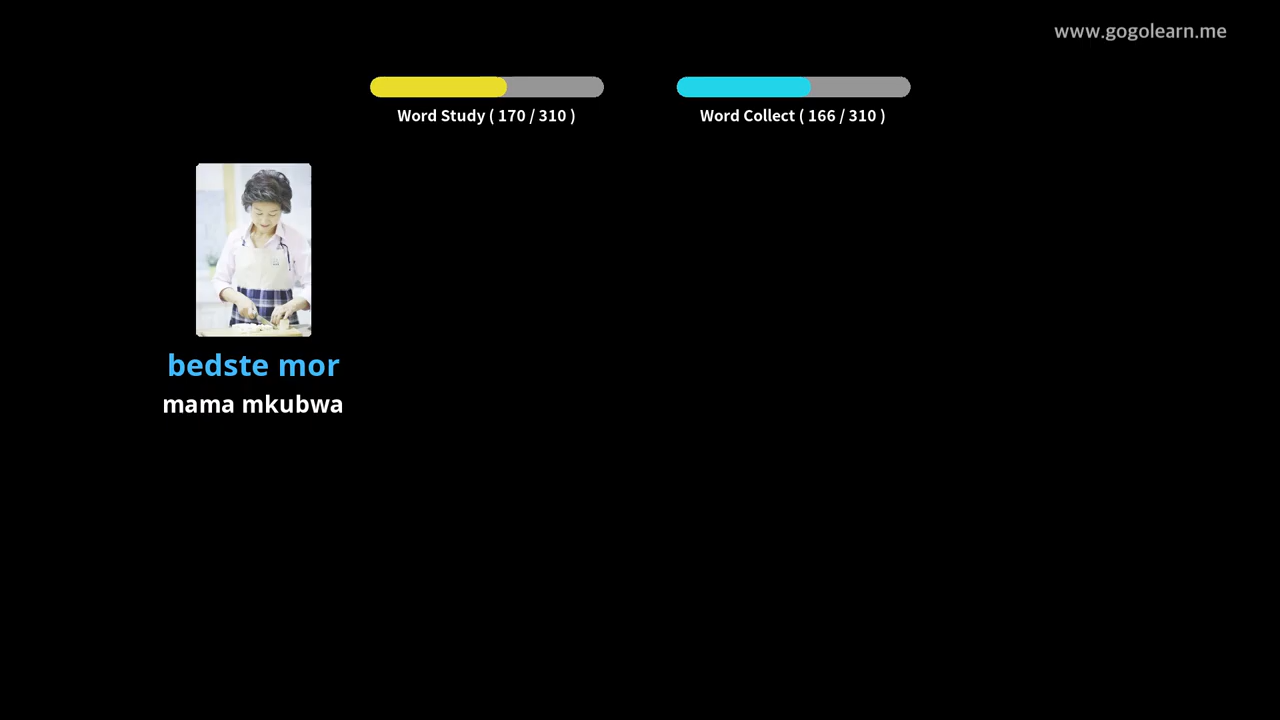 www.gogolearn.me
Word Study ( 170 / 310 )
Word Collect ( 166 / 310 )
bedste mor
mama mkubwa